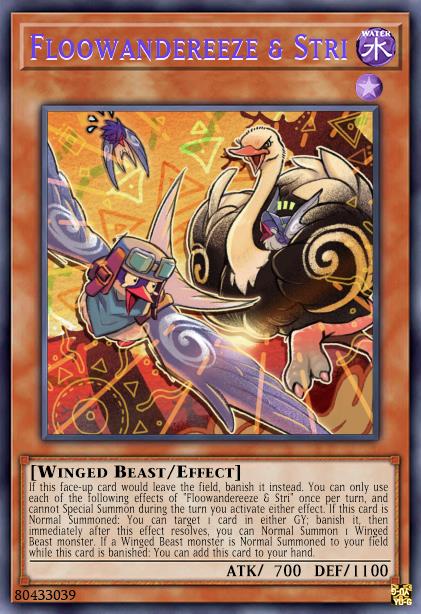 FLOOWANDEREEZE & STRI
WATER
水
[WINGED BEAST/EFFECT]
If this face-up card would leave the field, banish it instead. You can only use
each of the following effects of "Floowandereeze & Stri" once per turn, and
cannot Special Summon during the turn you activate either effect. If this card is
Normal Summoned: You can target 1 card in either GY; banish it, then
immediately after this effect resolves, you can Normal Summon 1 Winged
Beast monster. If a Winged Beast monster is Normal Summoned to your field
while this card is banished: You can add this card to your hand.
ATK/ 700 DEF/1100
80433039